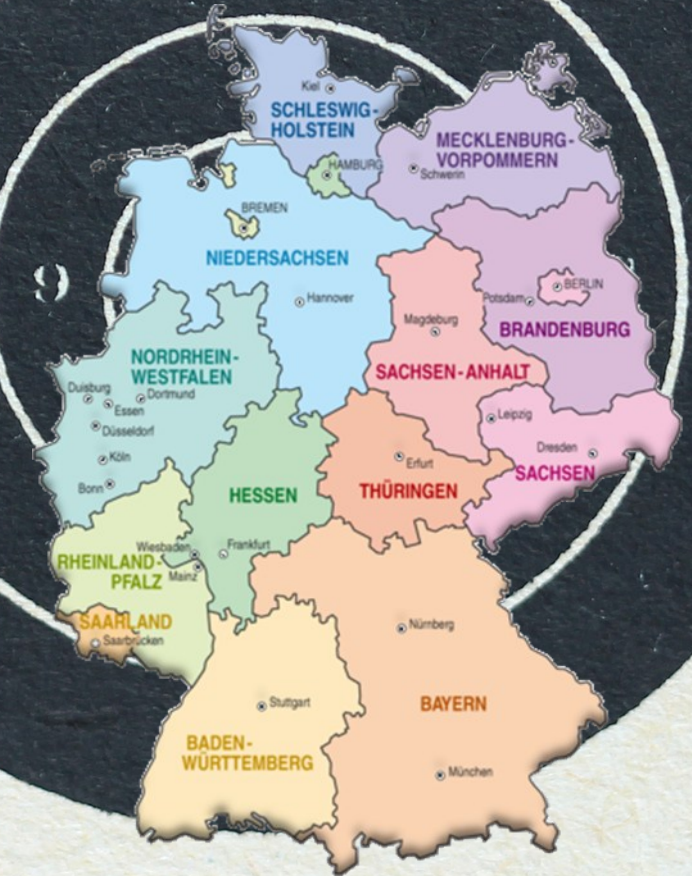 Kiel
SCHLESWIG-
HOLSTEIN
MECKLENBURG-
VORPOMMERN
HAMBURG
Schwerin
BREMEN
NIEDERSACHSEN
9
Hannover
BERLIN
Potsdam
BRANDENBURG
Magdeburg
SACHSEN-ANHALT
NORDRHEIN-
WESTFALEN
Duisburg
Dortmund
Essen
Düsseldorf
Köln
Bonn
Leipzig
Dresden
SACHSEN
Erfurt
THÜRINGEN
HESSEN
Wiesbaden
Frankfurt
Mainz
RHEINLAND-
PFALZ
SAARLAND
Saarbrücken
Nürnberg
BAYERN
Stuttgart
BADEN-
WÜRTTEMBERG
München